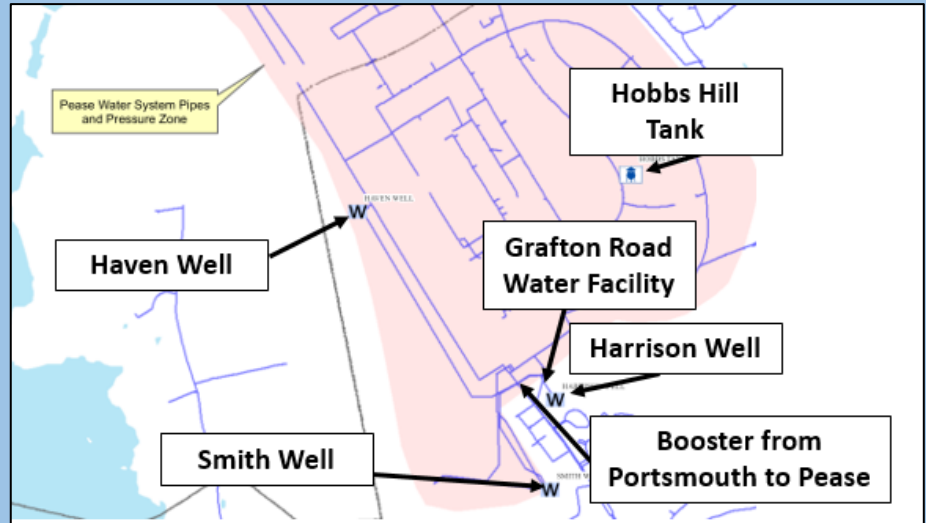 Hobbs Hill
Tank
Pease Water System Pipes
and Pressure Zone
HAVEN WELL
W
Haven Well
Grafton Road
Water Facility
Harrison Well
W
Booster from
Portsmouth to Pease
Smith Well
SMITH W
W